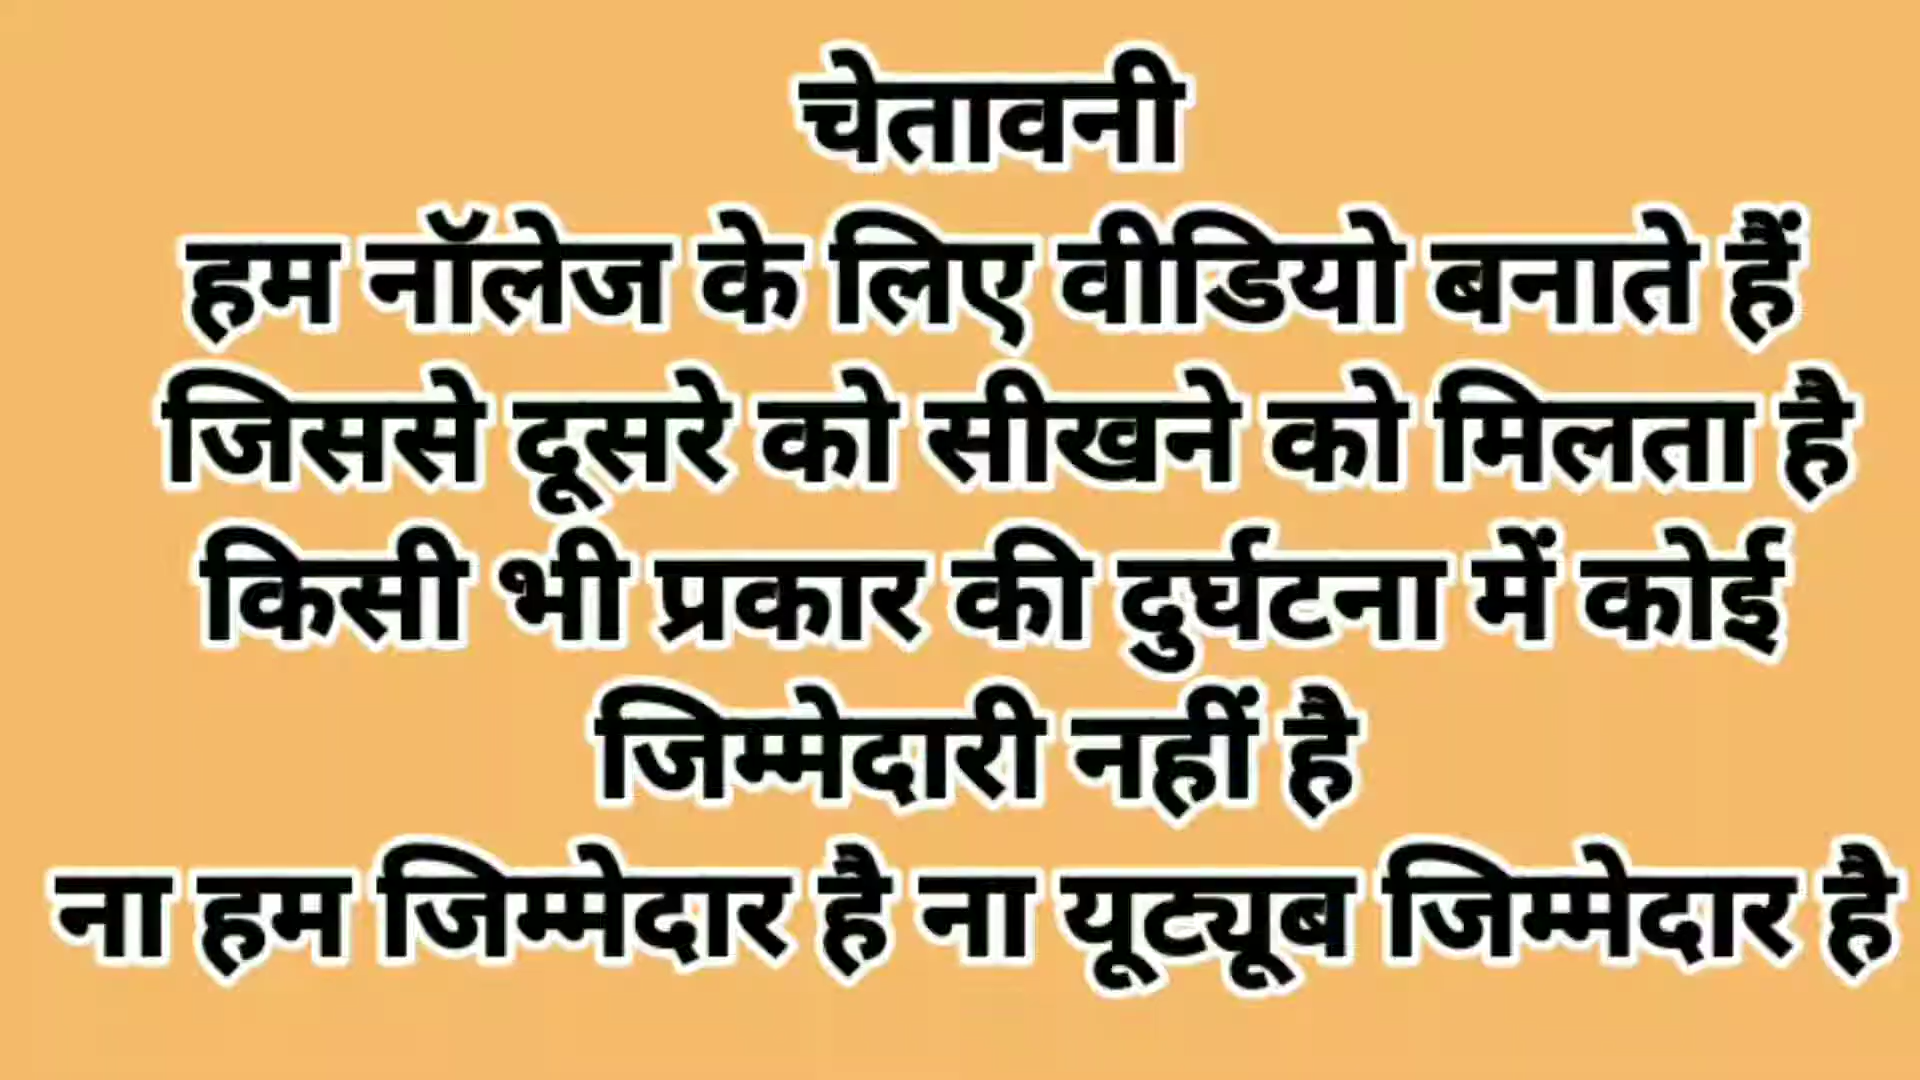 चेतावनी
हम नॉलेज के लिए वीडियो बनाते हैं
जिससे दूसरे को सीखने को मिलता है
किसी भी प्रकार की दुर्घटना में कोई
जिम्मेदारी नहीं है
ना हम जिम्मेदार है ना यूट्यूब जिम्मेदार है